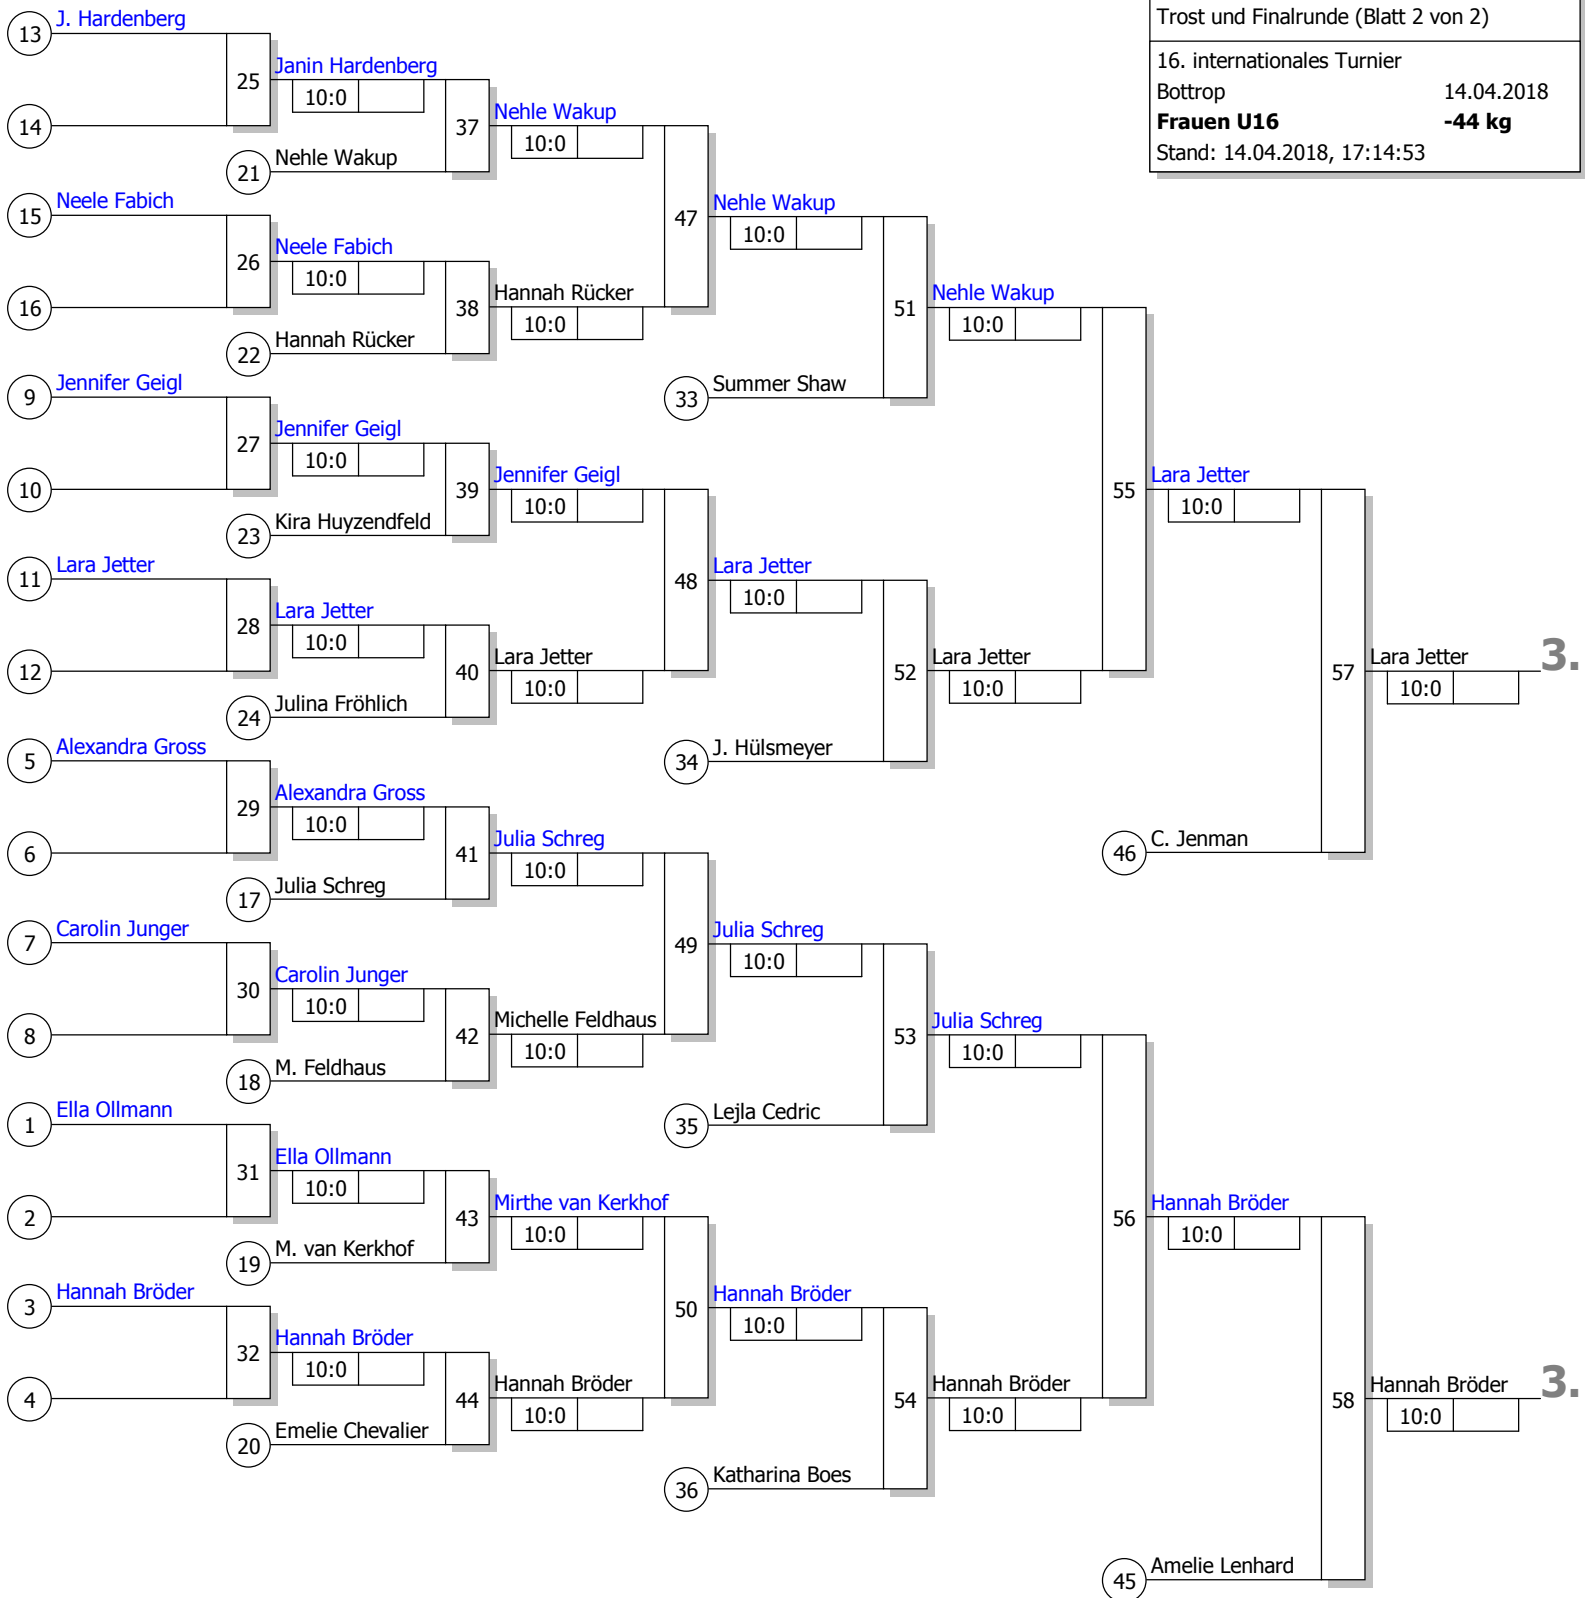 Trost und Finalrunde (Blatt 2 von 2)
16. internationales Turnier
Bottrop 14.04.2018
Frauen U16 -44 kg
Stand: 14.04.2018, 17:14:53
13 J. Hardenberg
25 Janin Hardenberg
10:0
14
37 Nehle Wakup
10:0
21 Nehle Wakup
15 Neele Fabich
47 Nehle Wakup
10:0
26 Neele Fabich
10:0
16
38 Hannah Rücker
10:0
22 Hannah Rücker
51 Nehle Wakup
10:0
9 Jennifer Geigl
33 Summer Shaw
27 Jennifer Geigl
10:0
10
39 Jennifer Geigl
10:0
23 Kira Huyzendfeld
55 Lara Jetter
10:0
11 Lara Jetter
48 Lara Jetter
10:0
28 Lara Jetter
10:0
12
40 Lara Jetter
10:0
24 Julina Fröhlich
52 Lara Jetter
10:0
57 Lara Jetter 3.
10:0
5 Alexandra Gross
34 J. Hülsmeyer
29 Alexandra Gross
10:0
6
41 Julia Schreg
10:0
46 C. Jenman
17 Julia Schreg
7 Carolin Junger
49 Julia Schreg
10:0
30 Carolin Junger
10:0
8
42 Michelle Feldhaus
10:0
18 M. Feldhaus
53 Julia Schreg
10:0
1 Ella Ollmann
35 Lejla Cedric
31 Ella Ollmann
10:0
2
43 Mirthe van Kerkhof
10:0
56 Hannah Bröder
10:0
19 M. van Kerkhof
3 Hannah Bröder
50 Hannah Bröder
10:0
32 Hannah Bröder
10:0
4
44 Hannah Bröder
10:0
54 Hannah Bröder
10:0
58 Hannah Bröder 3.
10:0
20 Emelie Chevalier
36 Katharina Boes
45 Amelie Lenhard